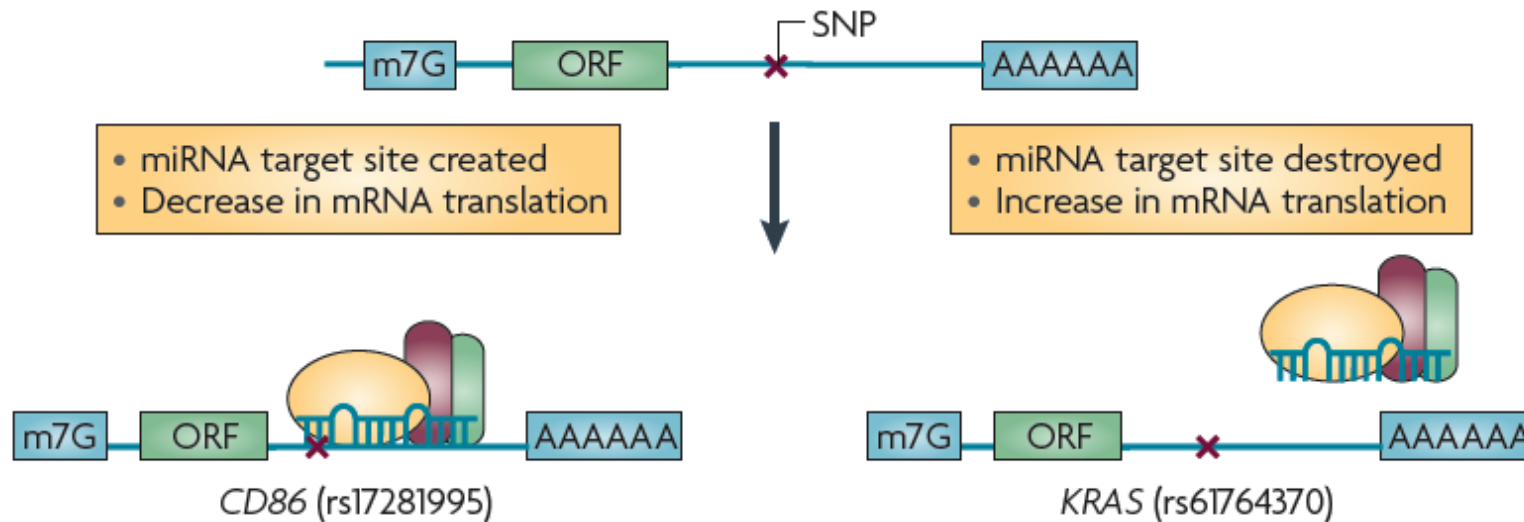 SNP
m7G
ORF
AAAAAA
• miRNA target site created
• Decrease in mRNA translation
• miRNA target site destroyed
• Increase in mRNA translation
m7G
ORF
AAAAAA
CD86 (rs17281995)
m7G
ORF
AAAAAA
KRAS (rs61764370)